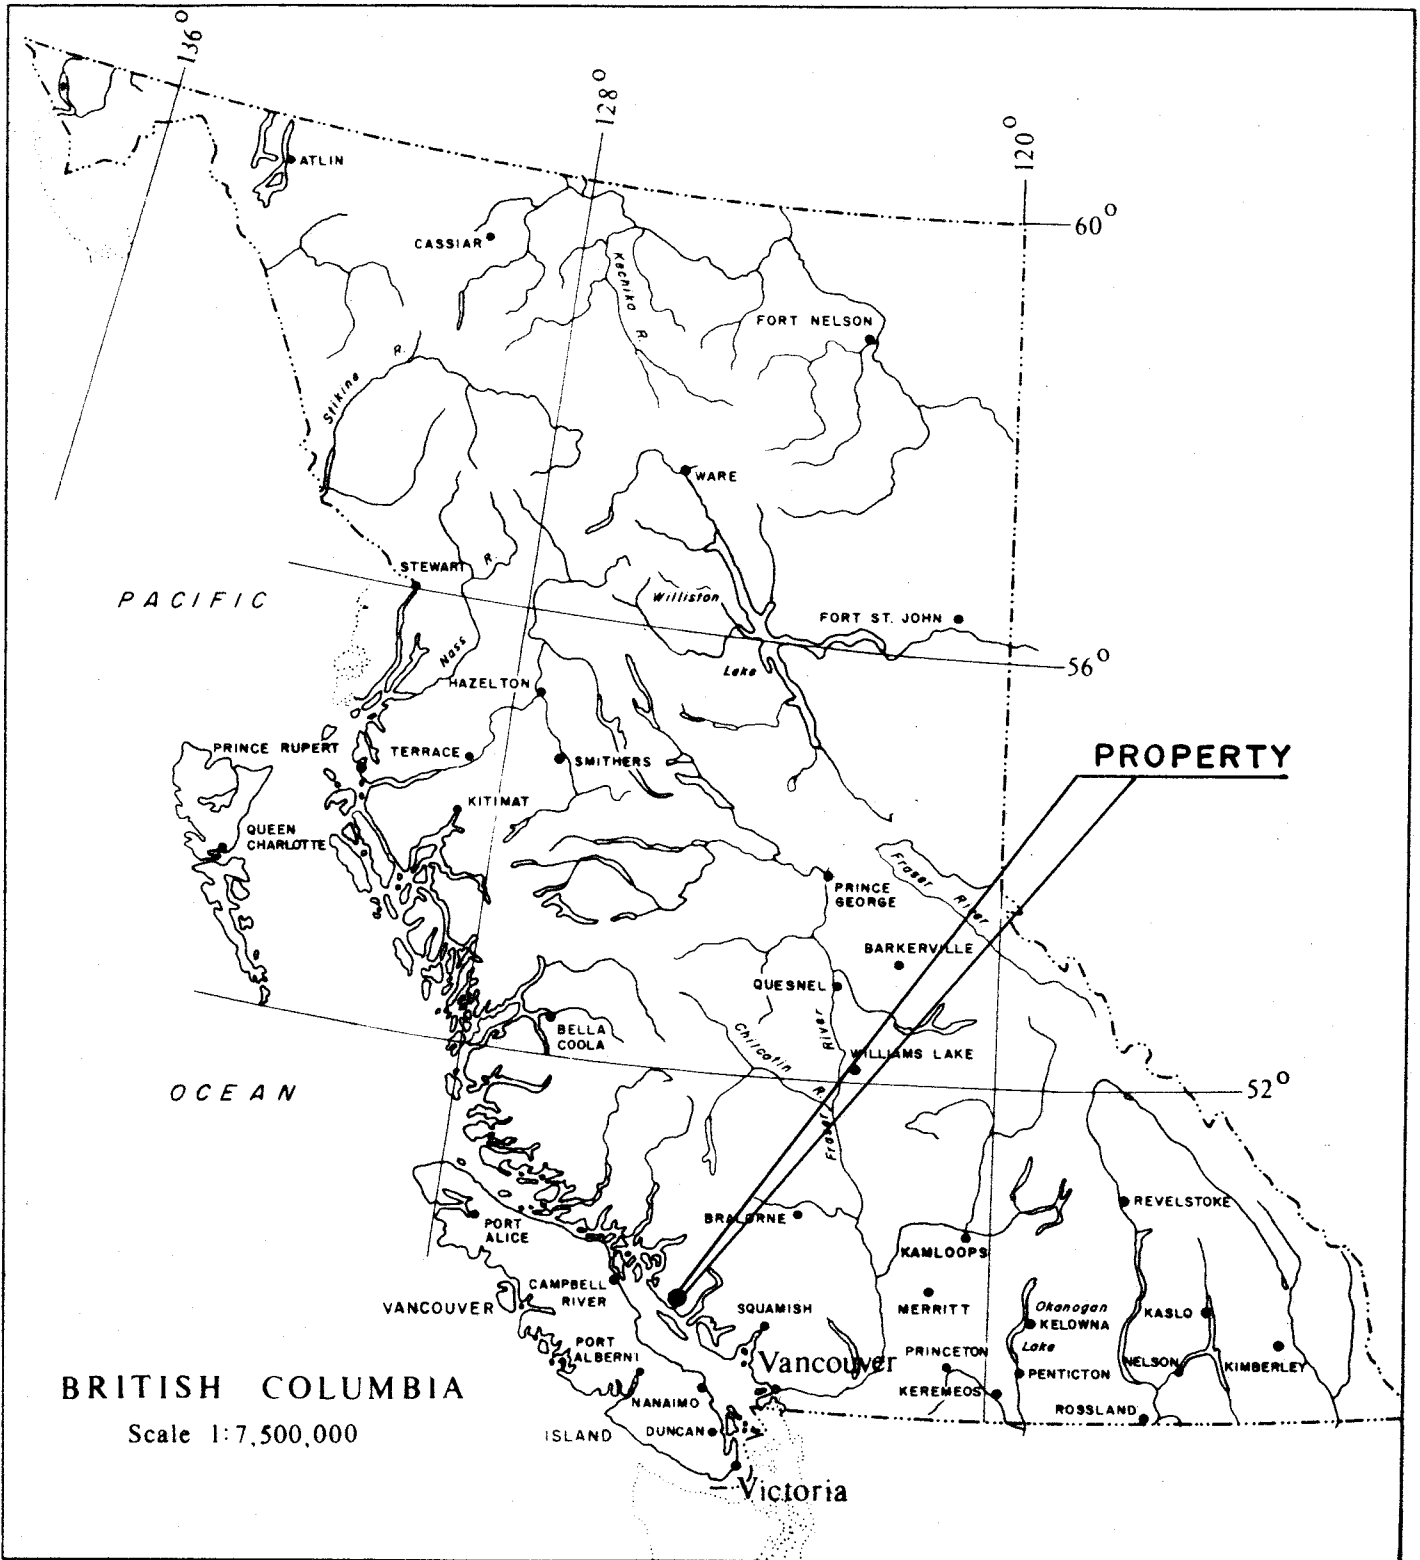 136°
128°
120°
ATLIN
60°
CASSIAR
Kechika R.
FORT NELSON
Stikine R.
WARE
STEWART
R.
PACIFIC
Williston
FORT ST. JOHN
Nass
56°
Lake
HAZELTON
PRINCE RUPERT
TERRACE
SMITHERS
PROPERTY
KITIMAT
QUEEN
CHARLOTTE
Fraser River
PRINCE
GEORGE
BARKERVILLE
QUESNEL
BELLA
COOLA
Chilcotin R.
River
WILLIAMS LAKE
OCEAN
52°
Fraser
REVELSTOKE
PORT
ALICE
BRALORNE
KAMLOOPS
CAMPBELL
RIVER
VANCOUVER
SQUAMISH
MERRITT
Okanogan
KELOWNA
KASLO
PORT
ALBERNI
Vancouver
PRINCETON
Lake
PENTICTON
NELSON
KIMBERLEY
BRITISH COLUMBIA
KEREMEOS
NANAIMO
ROSSLAND
Scale 1:7,500,000
ISLAND
DUNCAN
Victoria